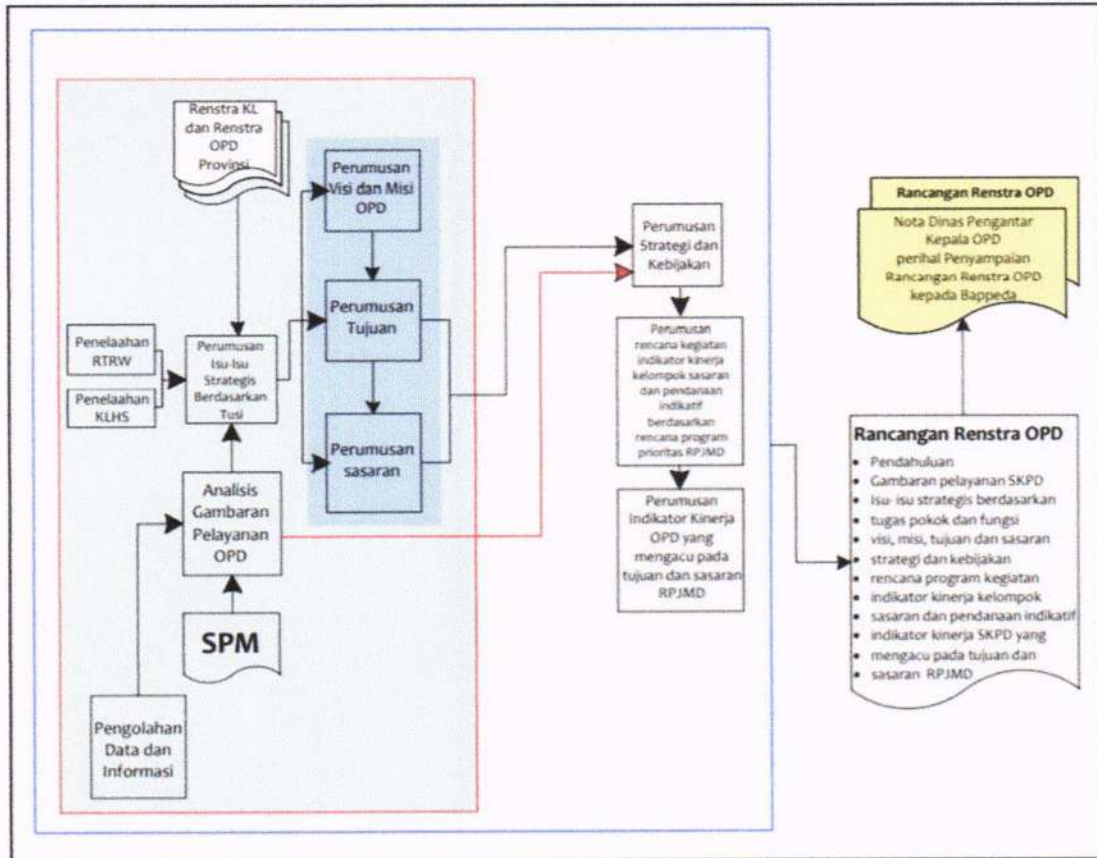 Renstra KL
dan Renstra
OPD
Provinsi
Perumusan
Visi dan Misi
OPD
Perumusan
Tujuan
Perumusan
sasaran
Penelaahan
RTRW
Penelaahan
KLHS
Perumusan
Isu-Isu
Strategis
Berdasarkan
Tusi
Analisis
Gambaran
Pelayanan
OPD
SPM
Pengolahan
Data dan
Informasi
Perumusan
Strategi dan
Kebijakan
Perumusan
rencana kegiatan
indikator kinerja
kelompok sasaran
dan pendanaan
indikatif
berdasarkan
rencana program
prioritas RPJMD
Perumusan
Indikator Kinerja
OPD yang
mengacu pada
tujuan dan sasaran
RPJMD
Rancangan Renstra OPD
Nota Dinas Pengantar
Kepala OPD
perihal Penyampaian
Rancangan Renstra OPD
kepada Bappeda
Rancangan Renstra OPD
• Pendahuluan
• Gambaran pelayanan SKPD
• Isu- isu strategis berdasarkan
• tugas pokok dan fungsi
• visi, misi, tujuan dan sasaran
• strategi dan kebijakan
• rencana program kegiatan
• indikator kinerja kelompok
• sasaran dan pendanaan indikatif
• indikator kinerja SKPD yang
• mengacu pada tujuan dan
• sasaran RPJMD